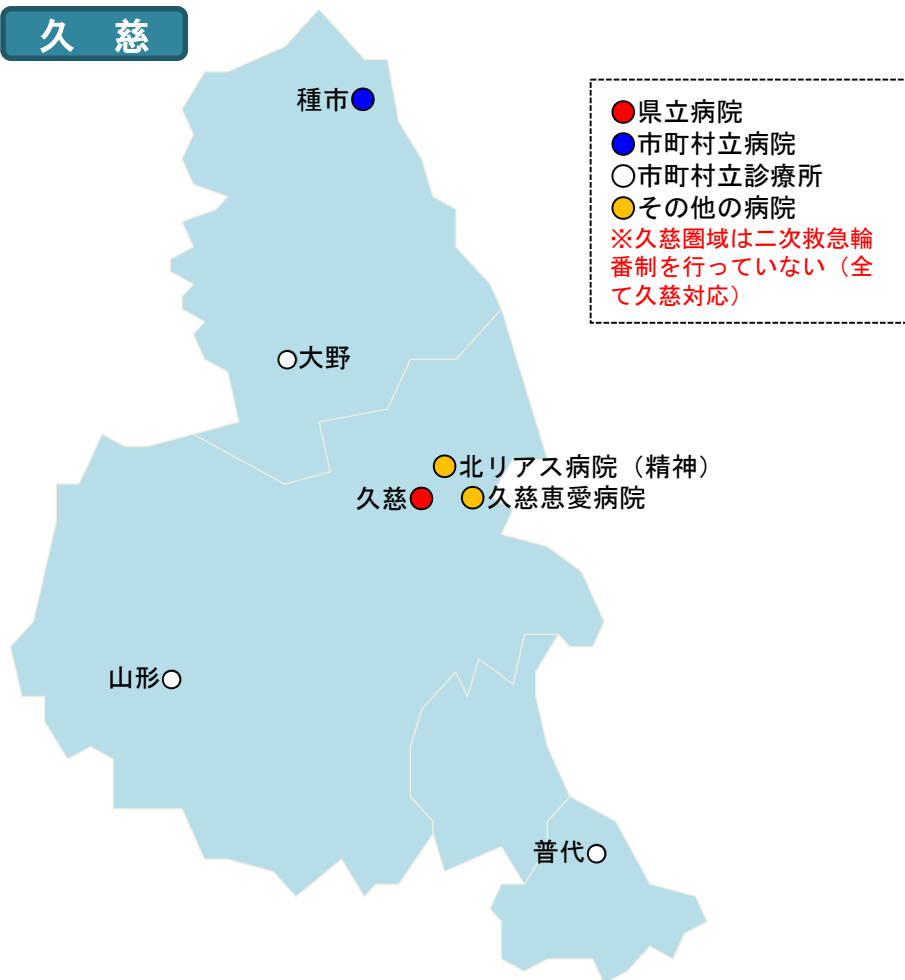 久　慈
種市
県立病院
市町村立病院
市町村立診療所
その他の病院
※久慈圏域は二次救急輪
番制を行っていない（全
て久慈対応）
大野
北リアス病院（精神）
久慈
久慈恵愛病院
山形
普代